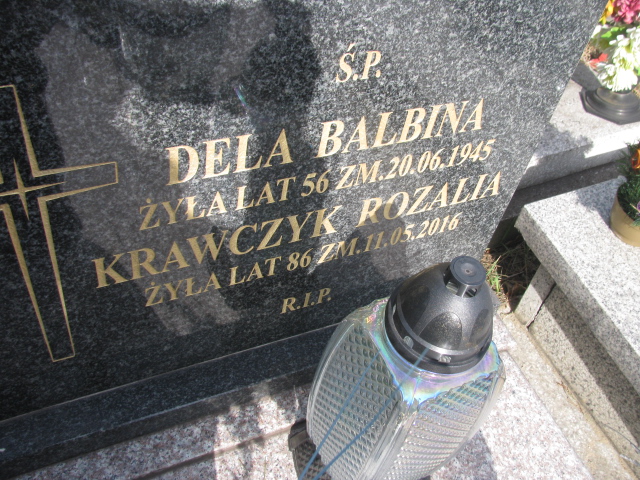 Ś.P.
DELA BALBINA
ŻYŁA LAT 56 ZM.20.06.1945
KRAWCZYK ROZALIA
ŻYŁA LAT 86 ZM.11.05.2016
R.I.P.